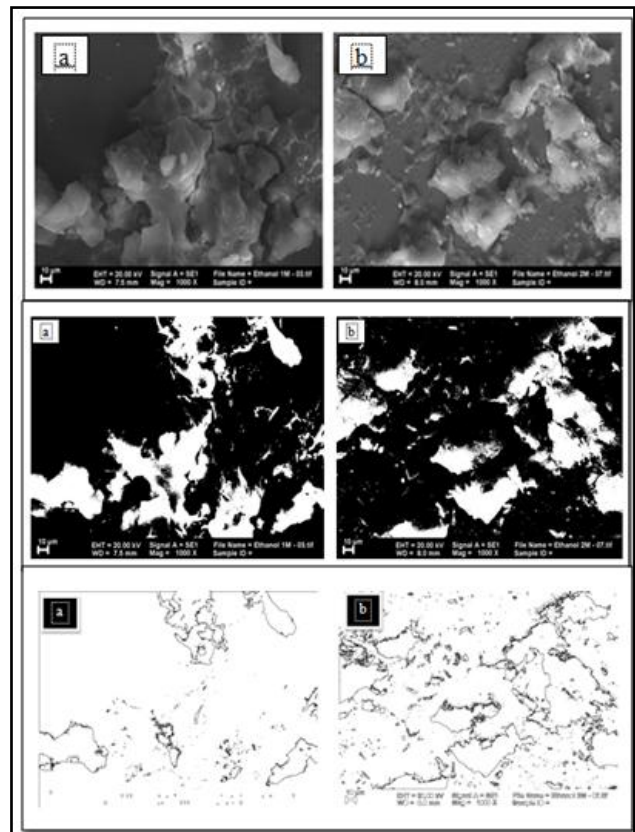 a
b
10 µm
EHT = 20.00 kV Signal A = SE1 File Name = Ethanol 1M - 03.tif
WD = 7.5 mm Mag = 1000 X Sample ID =
10 µm
EHT = 20.00 kV Signal A = SE1 File Name = Ethanol 2M - 07.tif
WD = 8.0 mm Mag = 1000 X Sample ID =
a
b
10 µm
EHT = 20.00 kV Signal A = SE1 File Name = Ethanol 1M - 03.tif
WD = 7.5 mm Mag = 1000 X Sample ID =
10 µm
EHT = 20.00 kV Signal A = SE1 File Name = Ethanol 2M - 07.tif
WD = 8.0 mm Mag = 1000 X Sample ID =
a
b